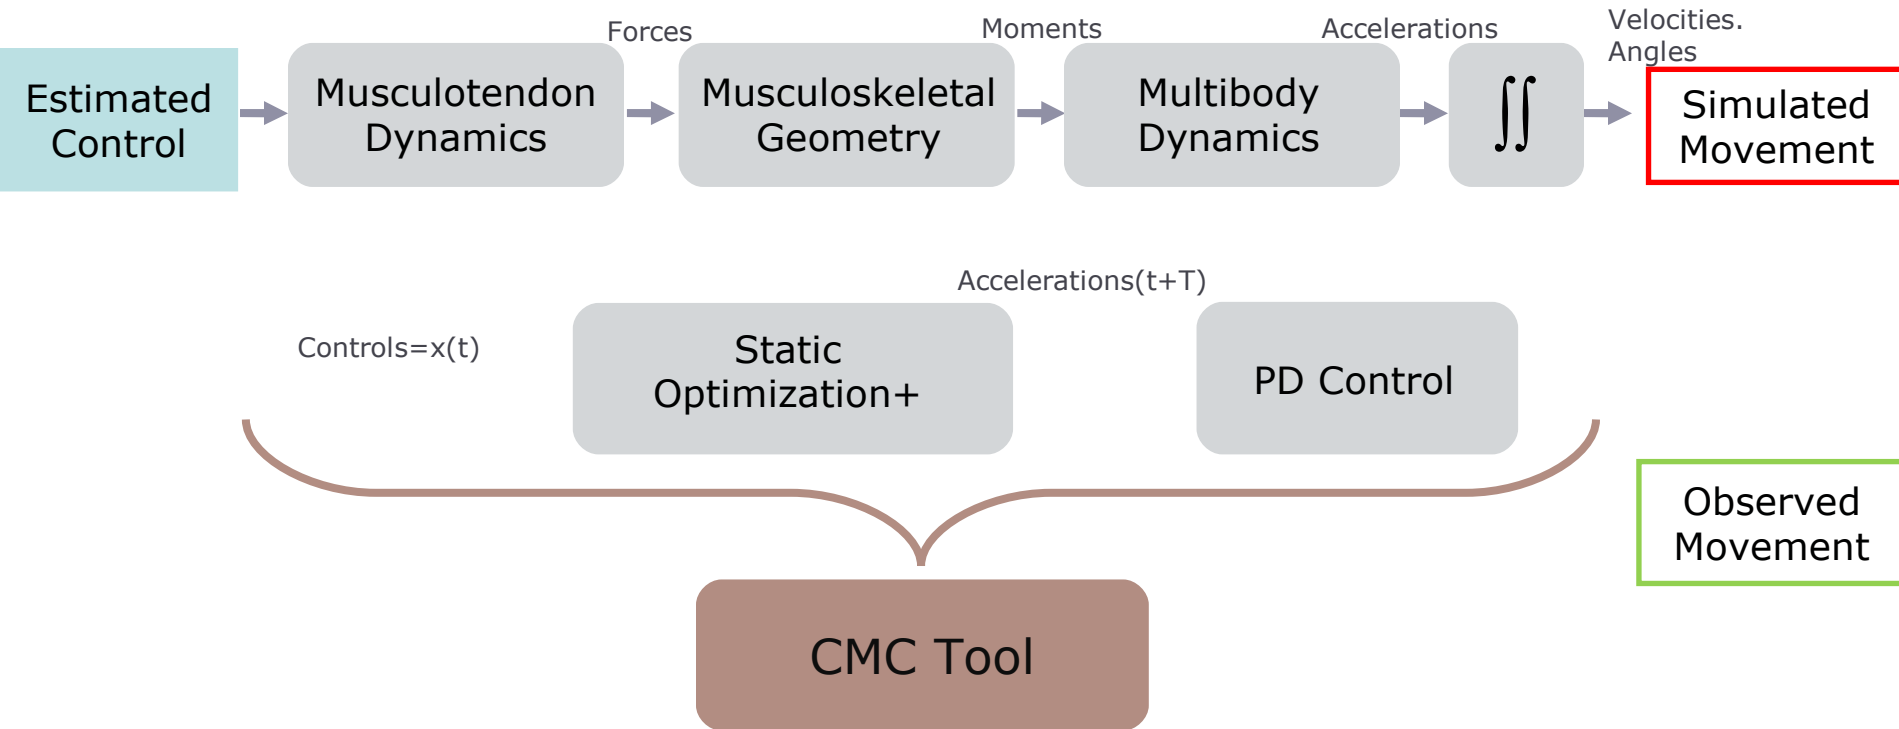 Forces
Moments
Accelerations
Velocities.
Angles
Estimated
Control
Musculotendon
Dynamics
Musculoskeletal
Geometry
Multibody
Dynamics
∬
Simulated
Movement
Accelerations(t+T)
Controls=x(t)
Static
Optimization+
PD Control
Observed
Movement
CMC Tool